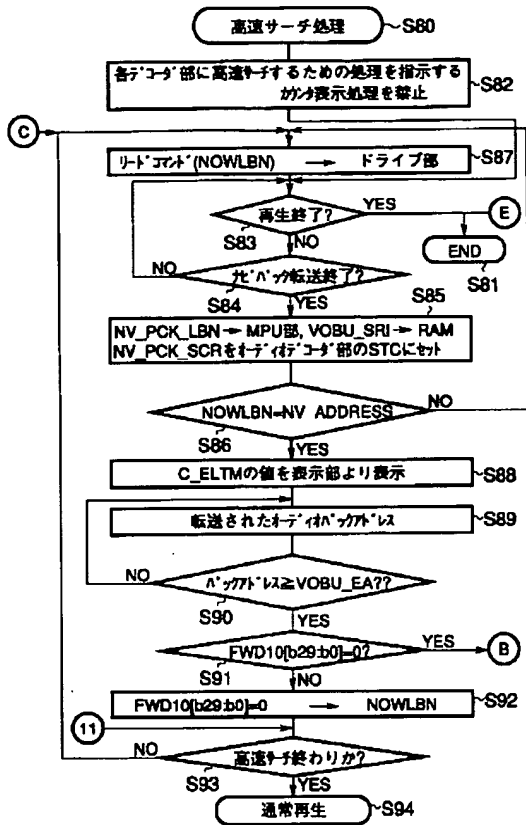 高速サーチ処理
S80
各デコーダ部に高速サーチするための処理を指示する
カウンタ表示処理を禁止
S82
C
リードコマンド(NOWLBN) → ドライブ部
S87
再生終了?
YES
E
S83
NO
END
S81
NO
ナビパック転送終了?
S84
YES
S85
NV_PCK_LBN→MPU部, VOBU_SRI→RAM
NV_PCK_SCRをオーディオデコーダ部のSTCにセット
NOWLBN=NV ADDRESS
NO
S86
YES
C_ELTMの値を表示部より表示
S88
転送されたオーディオパックアドレス
S89
NO
パックアドレス≧VOBU_EA??
S90
YES
FWD10[b29:b0]=0?
YES
B
S91
NO
FWD10[b29:b0]=0 → NOWLBN
S92
11
NO
高速サーチ終わりか?
S93
YES
通常再生
S94